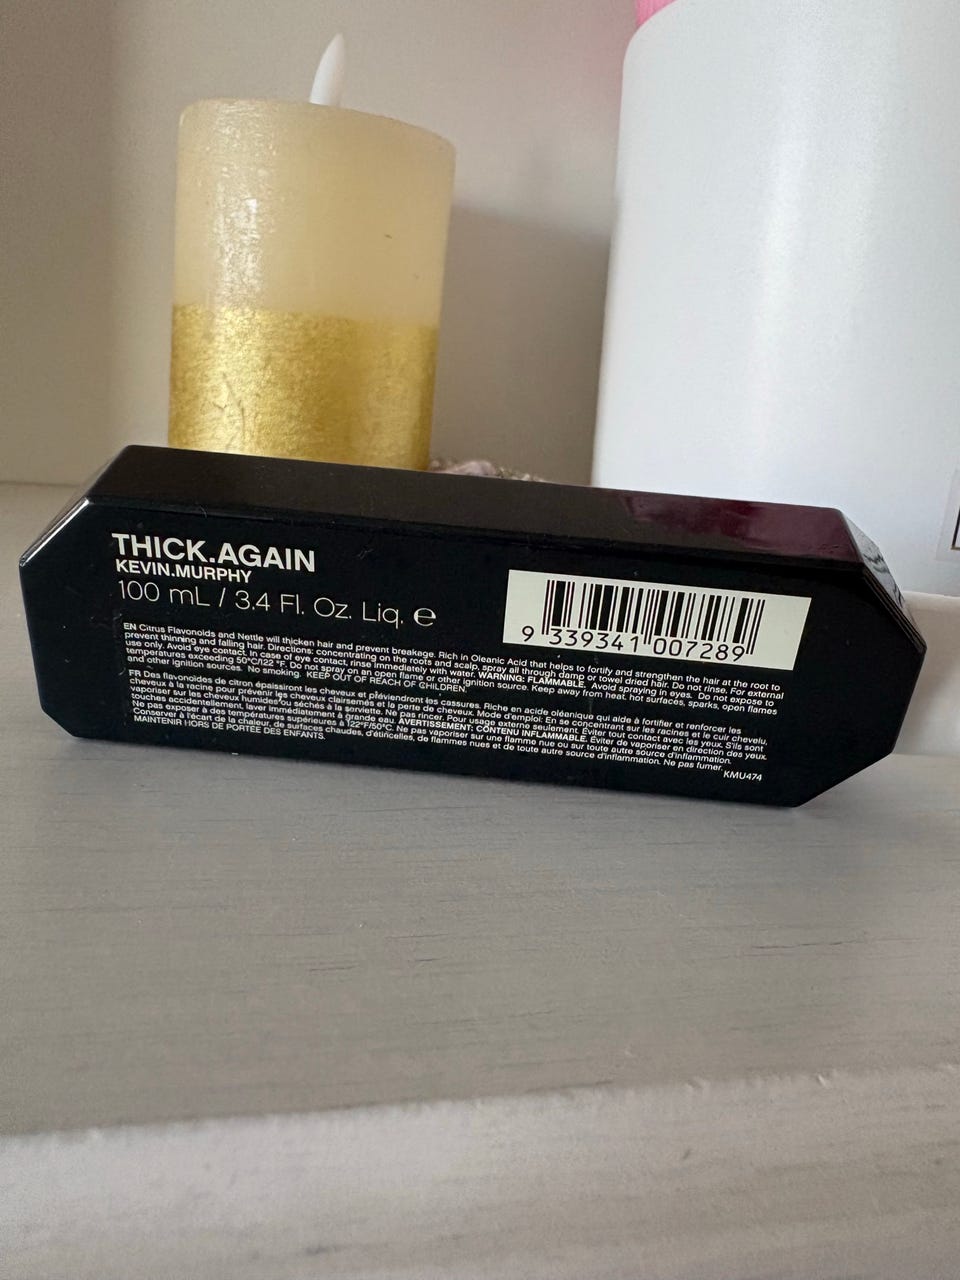 THICK.AGAIN
KEVIN.MURPHY
100 mL / 3.4 Fl. Oz. Liq. ℮
9 339341 007289
EN Citrus Flavonoids and Nettle will thicken hair and prevent breakage. Rich in Oleanic Acid that helps to fortify and strengthen the hair at the root to
prevent thinning and falling hair. Directions: concentrating on the roots and scalp, spray all through damp or towel dried hair. Do not rinse. For external
use only. Avoid eye contact. In case of eye contact, rinse immediately with water. WARNING: FLAMMABLE. Avoid spraying in eyes. Do not expose to
temperatures exceeding 50°C/122 °F. Do not spray on an open flame or other ignition source. Keep away from heat, hot surfaces, sparks, open flames
and other ignition sources. No smoking. KEEP OUT OF REACH OF CHILDREN.
FR Des flavonoïdes de citron épaissiront les cheveux et préviendront les cassures. Riche en acide oléanique qui aide à fortifier et renforcer les
cheveux à la racine pour prévenir les cheveux clairsemés et la perte de cheveux. Mode d'emploi: En se concentrant sur les racines et le cuir chevelu,
vaporiser sur les cheveux humides ou séchés à la serviette. Ne pas rincer. Pour usage externe seulement. Éviter tout contact avec les yeux. S'ils sont
touchés accidentellement, laver immédiatement à grande eau. AVERTISSEMENT: CONTENU INFLAMMABLE. Éviter de vaporiser en direction des yeux.
Ne pas exposer à des températures supérieures à 122°F/50°C. Ne pas vaporiser sur une flamme nue ou sur toute autre source d'inflammation.
Conserver à l'écart de la chaleur, de surfaces chaudes, d'étincelles, de flammes nues et de toute autre source d'inflammation. Ne pas fumer.
MAINTENIR HORS DE PORTÉE DES ENFANTS.
KMU474